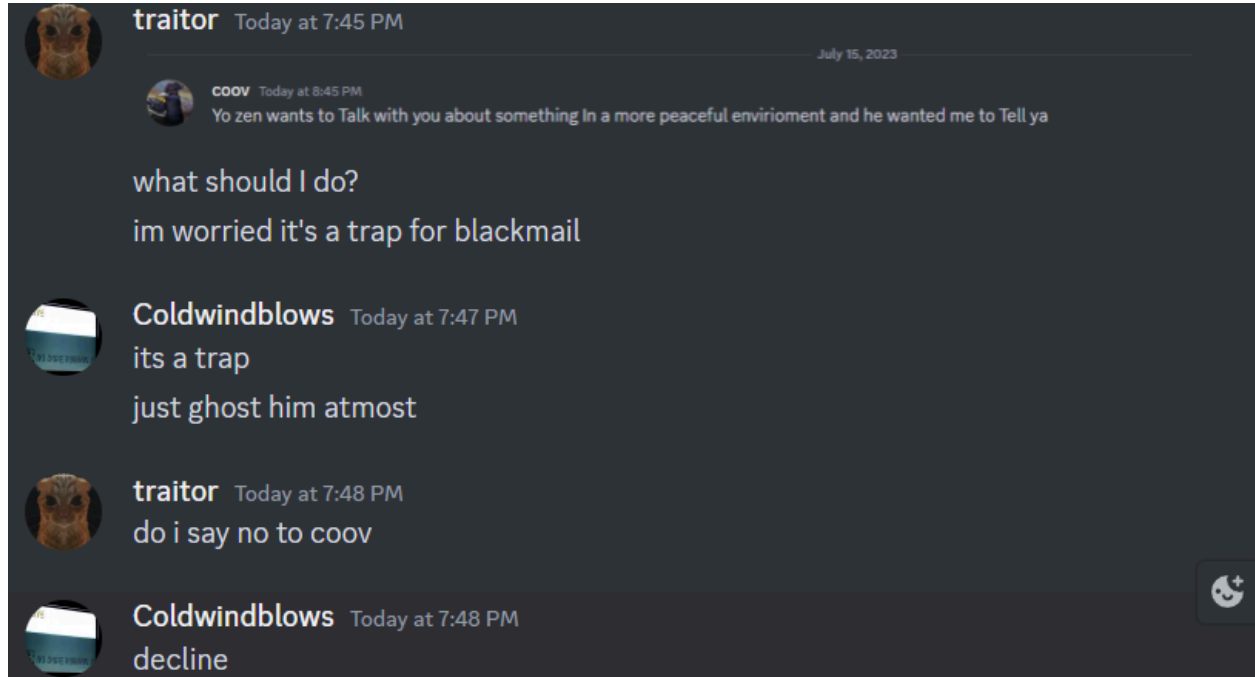 traitor Today at 7:45 PM
July 15, 2023
coov Today at 8:45 PM
Yo zen wants to Talk with you about something In a more peaceful envirioment and he wanted me to Tell ya
what should I do?
im worried it's a trap for blackmail
Coldwindblows Today at 7:47 PM
its a trap
just ghost him atmost
traitor Today at 7:48 PM
do i say no to coov
Coldwindblows Today at 7:48 PM
decline